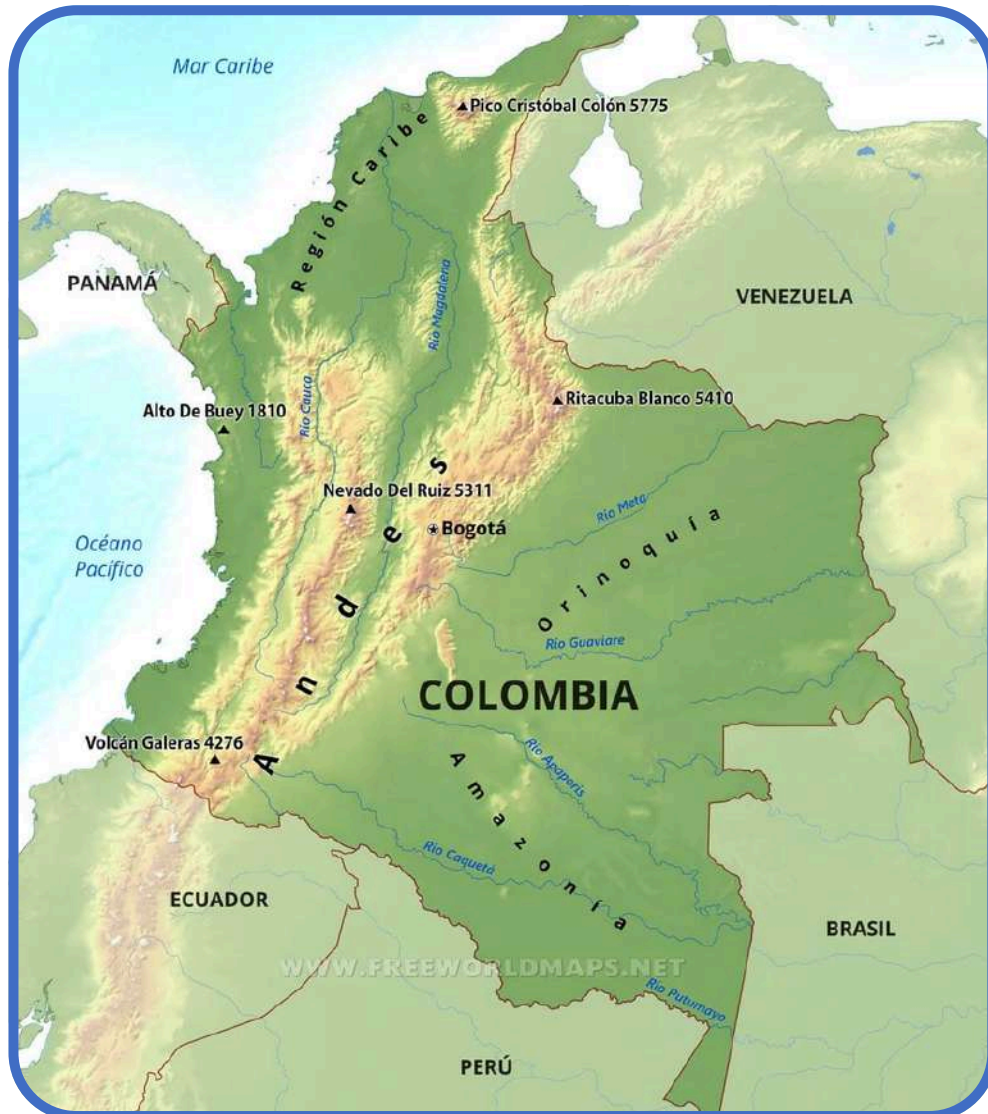 Mar Caribe
Pico Cristóbal Colón 5775
Región Caribe
PANAMÁ
Río Magdalena
VENEZUELA
Río Cauca
Alto De Buey 1810
Ritacuba Blanco 5410
Nevado Del Ruiz 5311
Bogotá
Andes
Río Meta
Océano
Pacífico
Orinoquía
Río Guaviare
COLOMBIA
Volcán Galeras 4276
Río Apaporis
Amazonía
Río Caquetá
ECUADOR
BRASIL
WWW.FREEWORLDMAPS.NET
Río Putumayo
PERÚ